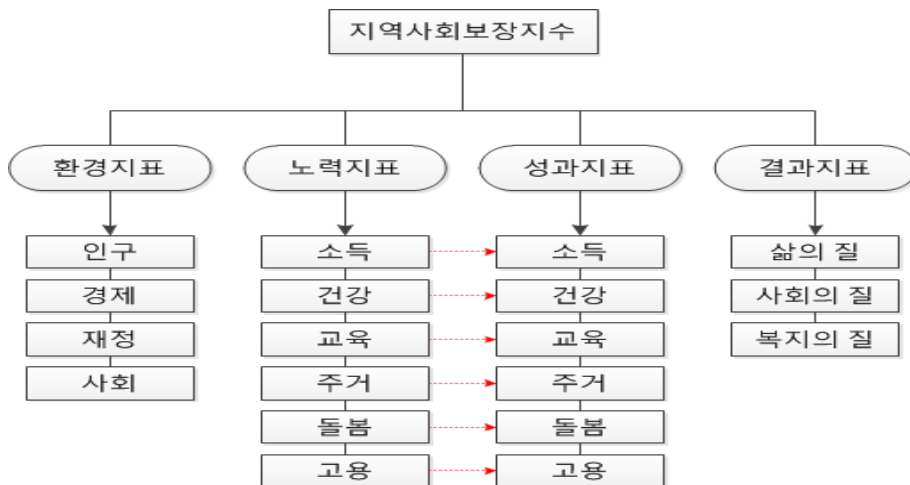 지역사회보장지수
환경지표
노력지표
성과지표
결과지표
인구
소득
소득
삶의 질
경제
건강
건강
사회의 질
재정
교육
교육
복지의 질
사회
주거
주거
돌봄
돌봄
고용
고용